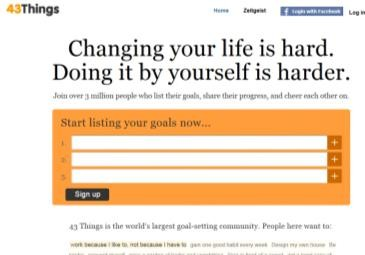 43Things
Home Zeitgeist Login with Facebook Log in
Changing your life is hard.
Doing it by yourself is harder.
Join over 3 million people who list their goals, share their progress, and cheer each other on.
Start listing your goals now...
1.
2.
3.
Sign up
43 Things is the world's largest goal-setting community. People here want to:
work because I like to, not because I have to gain one good habit every week Design my own house Be